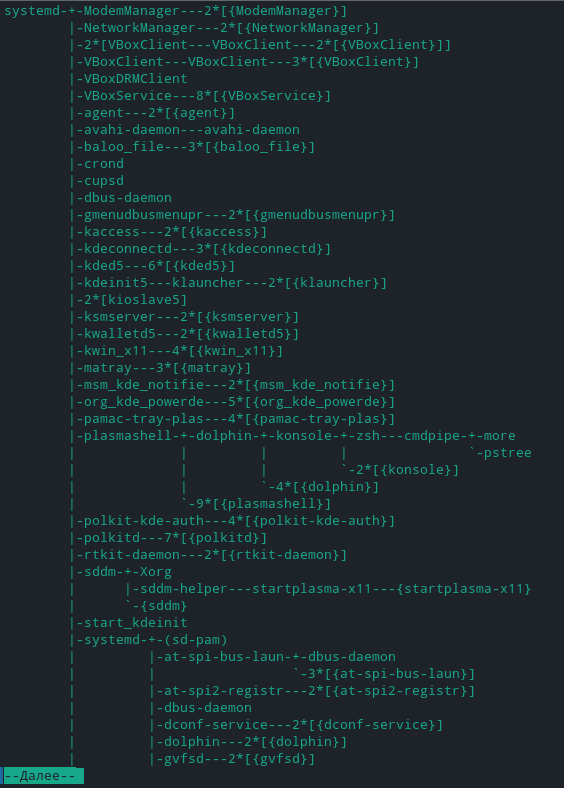 systemd-+-ModemManager---2*[{ModemManager}]
        |-NetworkManager---2*[{NetworkManager}]
        |-2*[VBoxClient---VBoxClient---2*[{VBoxClient}]]
        |-VBoxClient---VBoxClient---3*[{VBoxClient}]
        |-VBoxDRMClient
        |-VBoxService---8*[{VBoxService}]
        |-agent---2*[{agent}]
        |-avahi-daemon---avahi-daemon
        |-baloo_file---3*[{baloo_file}]
        |-crond
        |-cupsd
        |-dbus-daemon
        |-gmenudbusmenupr---2*[{gmenudbusmenupr}]
        |-kaccess---2*[{kaccess}]
        |-kdeconnectd---3*[{kdeconnectd}]
        |-kded5---6*[{kded5}]
        |-kdeinit5---klauncher---2*[{klauncher}]
        |-2*[kioslave5]
        |-ksmserver---2*[{ksmserver}]
        |-kwalletd5---2*[{kwalletd5}]
        |-kwin_x11---4*[{kwin_x11}]
        |-matray---3*[{matray}]
        |-msm_kde_notifie---2*[{msm_kde_notifie}]
        |-org_kde_powerde---5*[{org_kde_powerde}]
        |-pamac-tray-plas---4*[{pamac-tray-plas}]
        |-plasmashell-+-dolphin-+-konsole-+-zsh---cmdpipe-+-more
        |             |         |         |               `-pstree
        |             |         |         `-2*[{konsole}]
        |             |         `-4*[{dolphin}]
        |             `-9*[{plasmashell}]
        |-polkit-kde-auth---4*[{polkit-kde-auth}]
        |-polkitd---7*[{polkitd}]
        |-rtkit-daemon---2*[{rtkit-daemon}]
        |-sddm-+-Xorg
        |      |-sddm-helper---startplasma-x11---{startplasma-x11}
        |      `-{sddm}
        |-start_kdeinit
        |-systemd-+-(sd-pam)
        |         |-at-spi-bus-laun-+-dbus-daemon
        |         |                 `-3*[{at-spi-bus-laun}]
        |         |-at-spi2-registr---2*[{at-spi2-registr}]
        |         |-dbus-daemon
        |         |-dconf-service---2*[{dconf-service}]
        |         |-dolphin---2*[{dolphin}]
        |         |-gvfsd---2*[{gvfsd}]
--Далее--